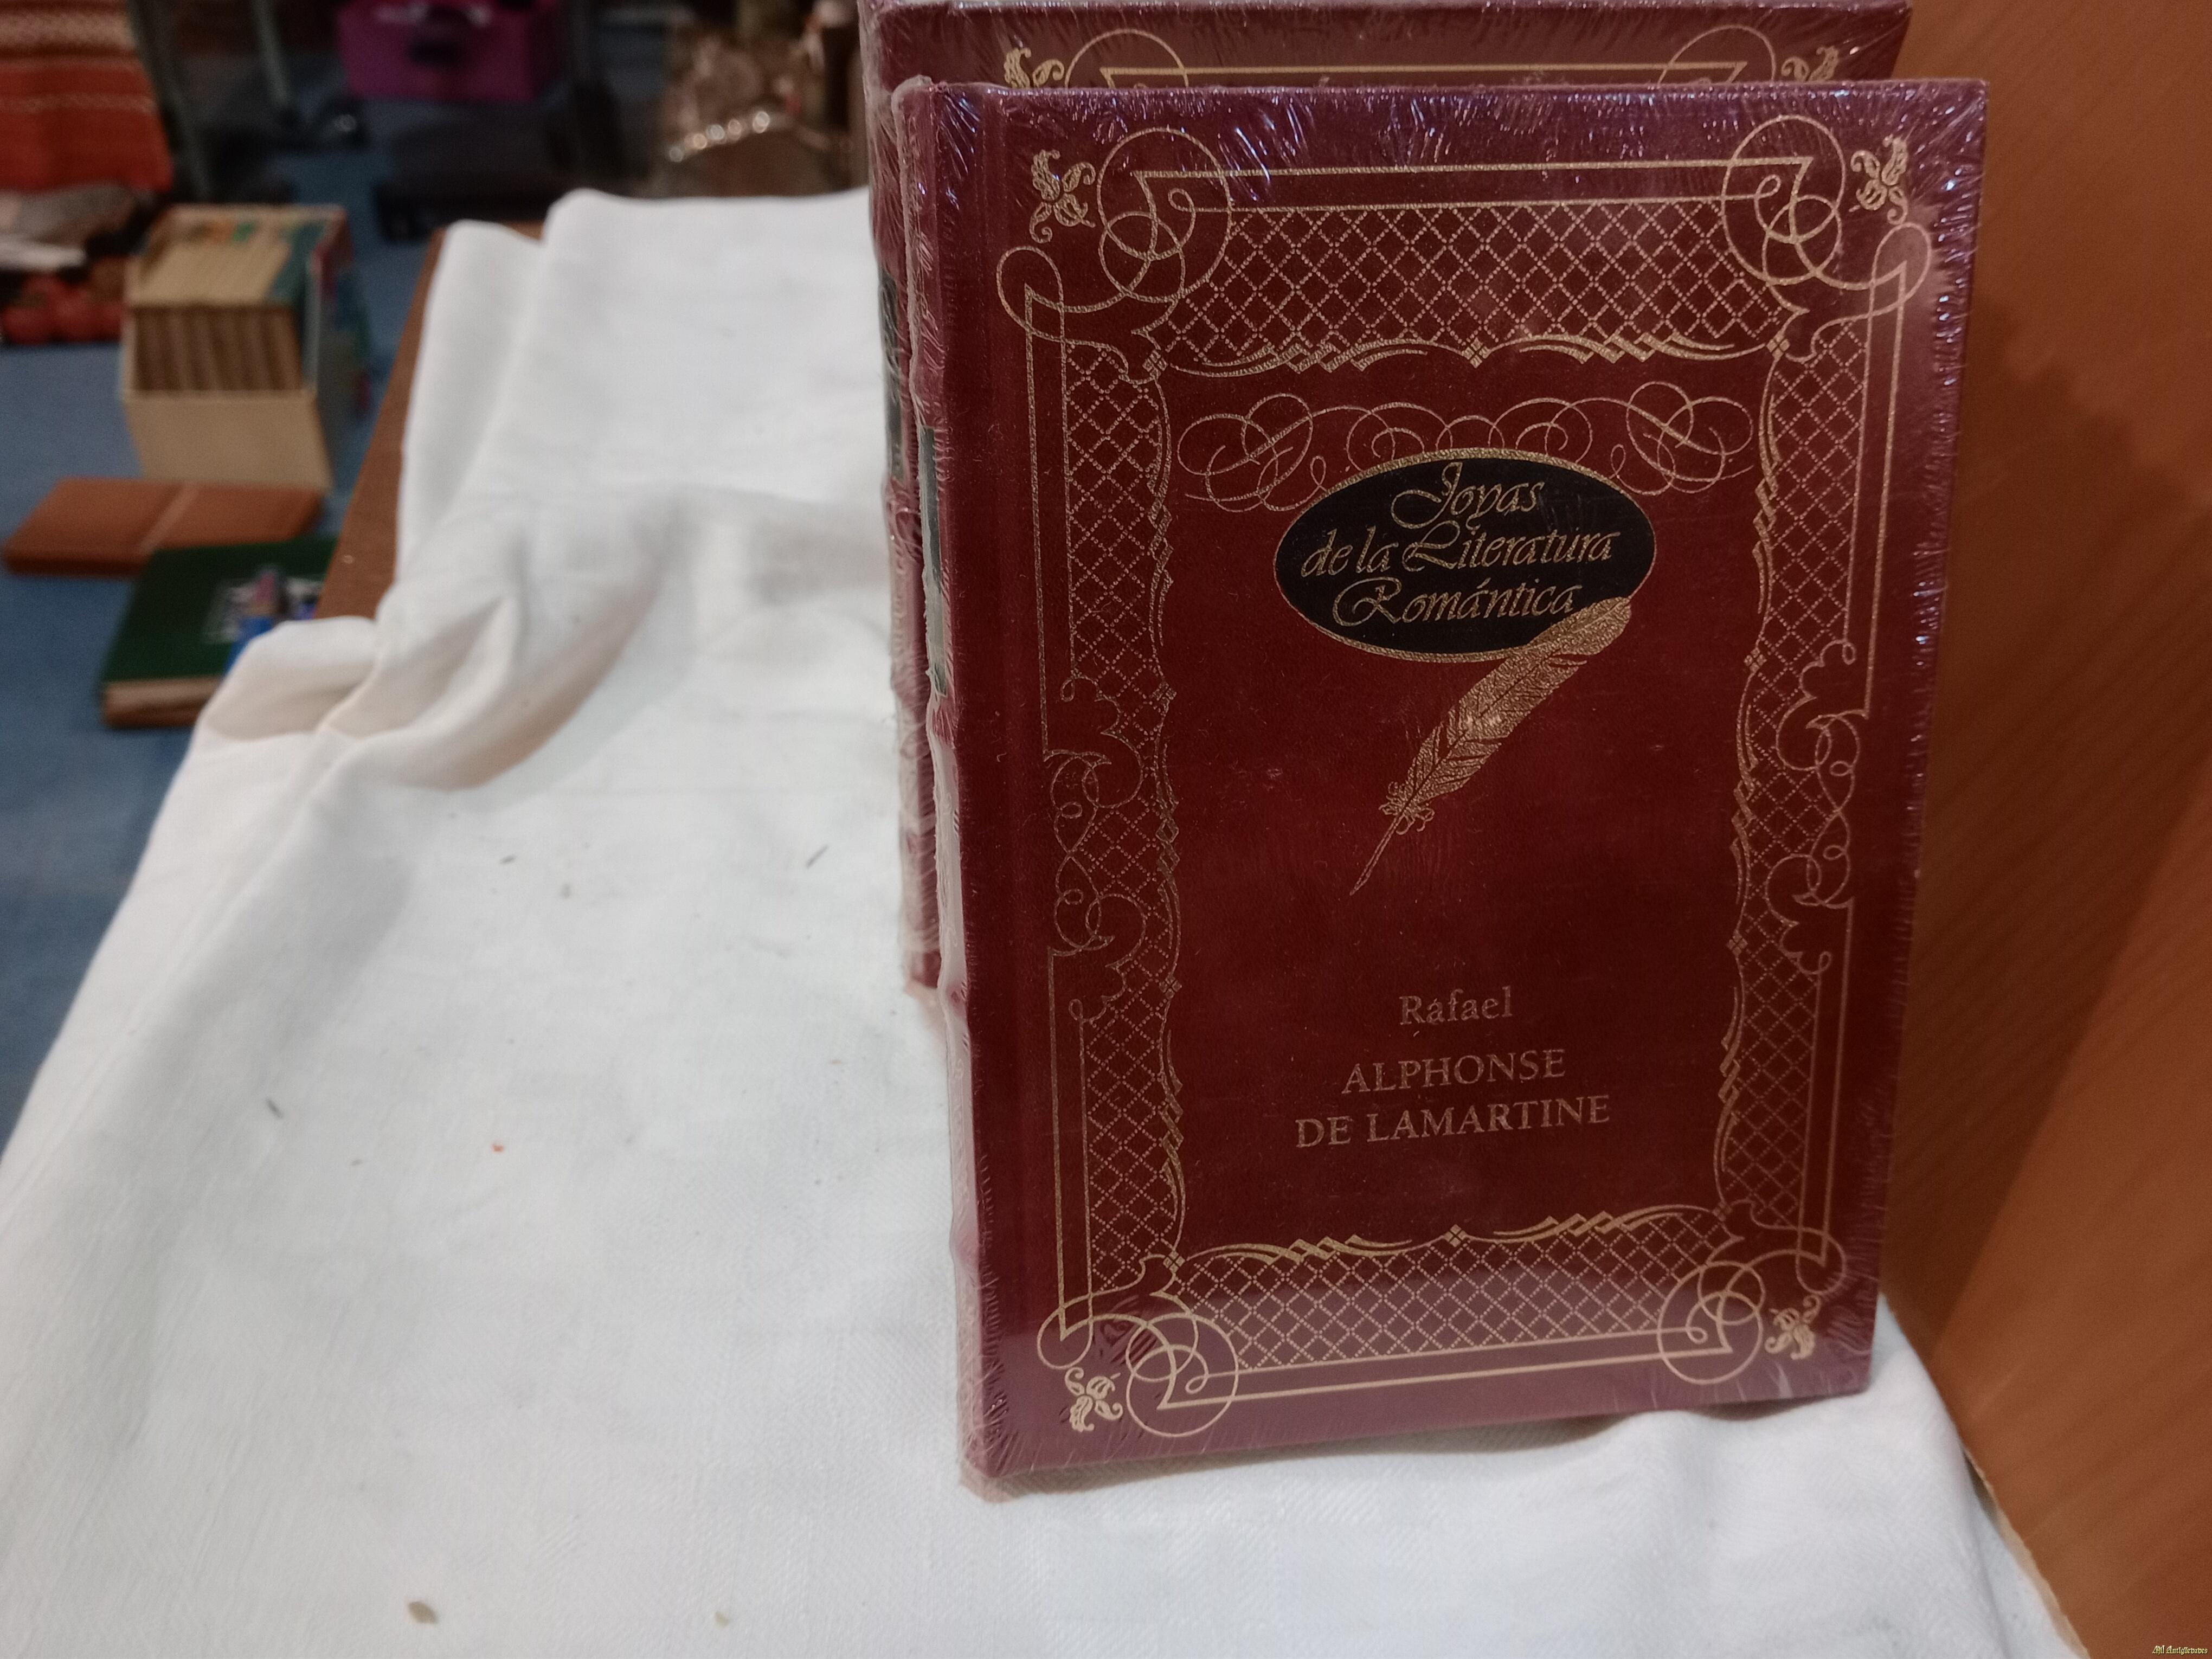 Joyas
de la Literatura
Romántica
Rafael
ALPHONSE
DE LAMARTINE